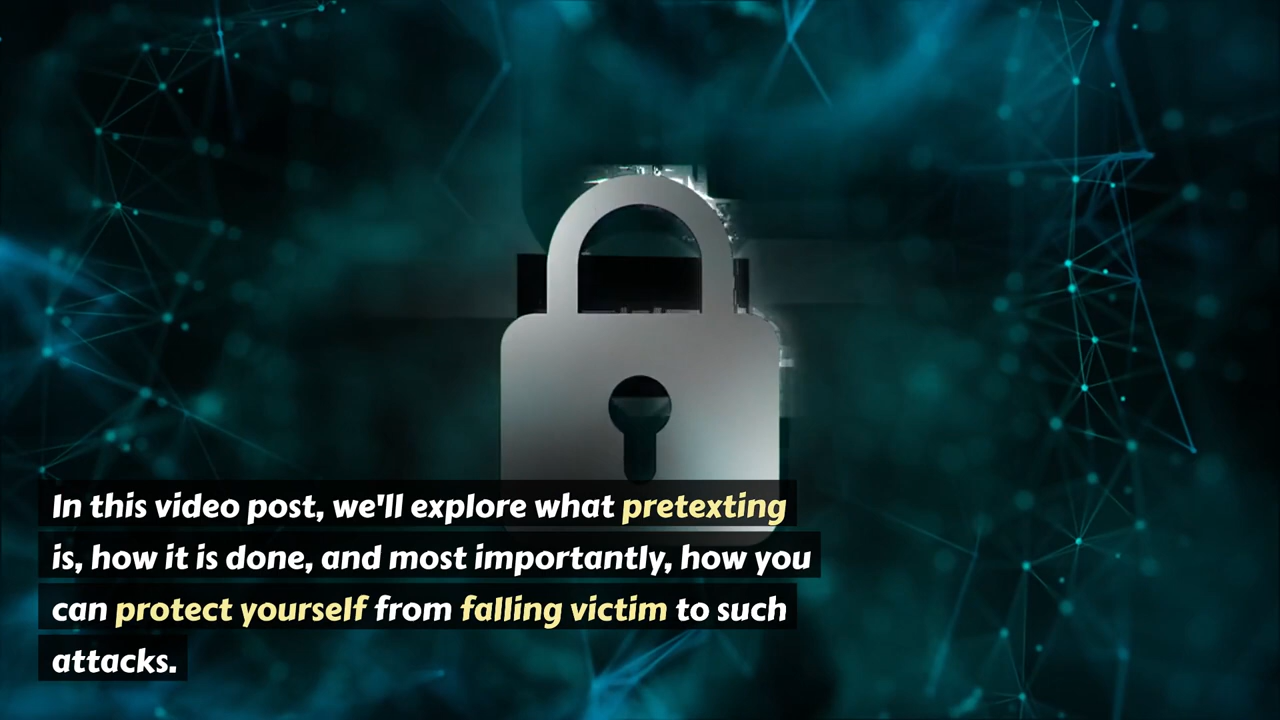 In this video post, we'll explore what pretexting
is, how it is done, and most importantly, how you
can protect yourself from falling victim to such
attacks.